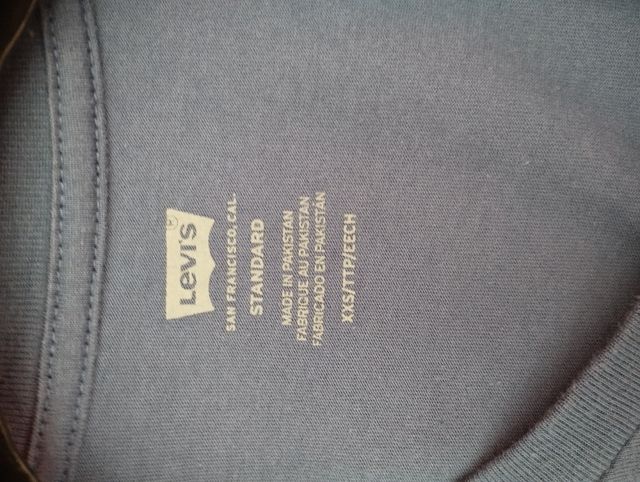 Levi's ®
SAN FRANCISCO, CAL.
STANDARD
MADE IN PAKISTAN
FABRIQUE AU PAKISTAN
FABRICADO EN PAKISTAN
XXS/TTP/EECH